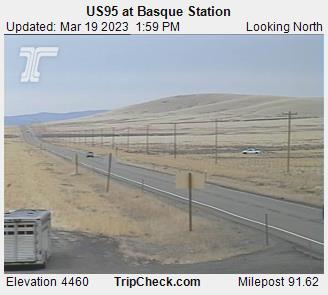 US95 at Basque Station
Updated: Mar 19 2023 1:59 PM Looking North
Elevation 4460 TripCheck.com Milepost 91.62